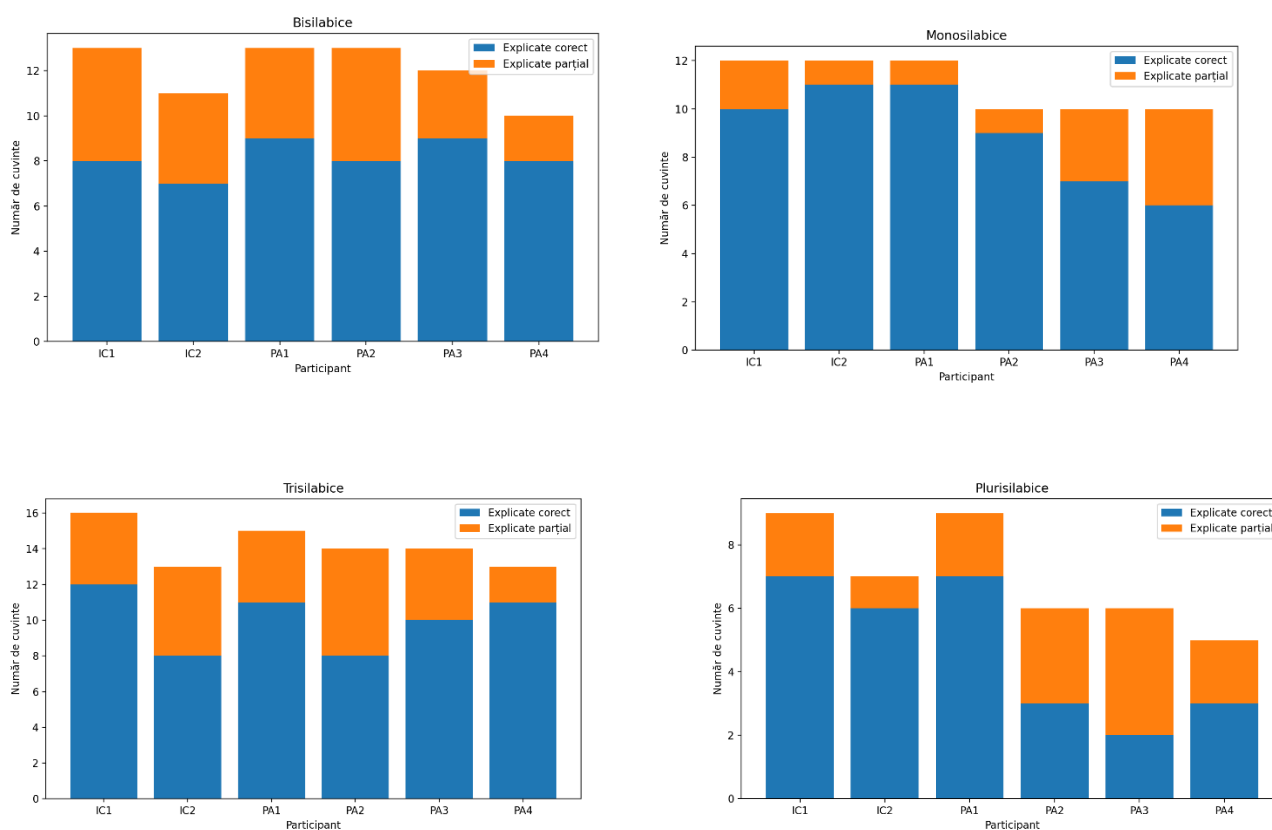 Bisilabice
Explicate corect
Explicate parțial
12
10
8
6
4
2
0
Număr de cuvinte
IC1 IC2 PA1 PA2 PA3 PA4
Participant
Monosilabice
Explicate corect
Explicate parțial
12
10
8
6
4
2
0
Număr de cuvinte
IC1 IC2 PA1 PA2 PA3 PA4
Participant
Trisilabice
Explicate corect
Explicate parțial
16
14
12
10
8
6
4
2
0
Număr de cuvinte
IC1 IC2 PA1 PA2 PA3 PA4
Participant
Plurisilabice
Explicate corect
Explicate parțial
8
6
4
2
0
Număr de cuvinte
IC1 IC2 PA1 PA2 PA3 PA4
Participant